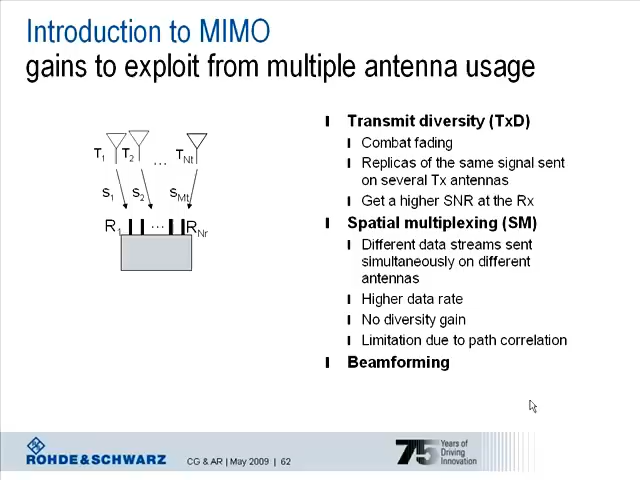 Introduction to MIMO
gains to exploit from multiple antenna usage
T1 T2 ... TNt
s1 s2 sMt
R1 ... RNr
Transmit diversity (TxD)
Combat fading
Replicas of the same signal sent
on several Tx antennas
Get a higher SNR at the Rx
Spatial multiplexing (SM)
Different data streams sent
simultaneously on different
antennas
Higher data rate
No diversity gain
Limitation due to path correlation
Beamforming
ROHDE&SCHWARZ
CG & AR | May 2009 | 62
75 Years of
Driving
Innovation